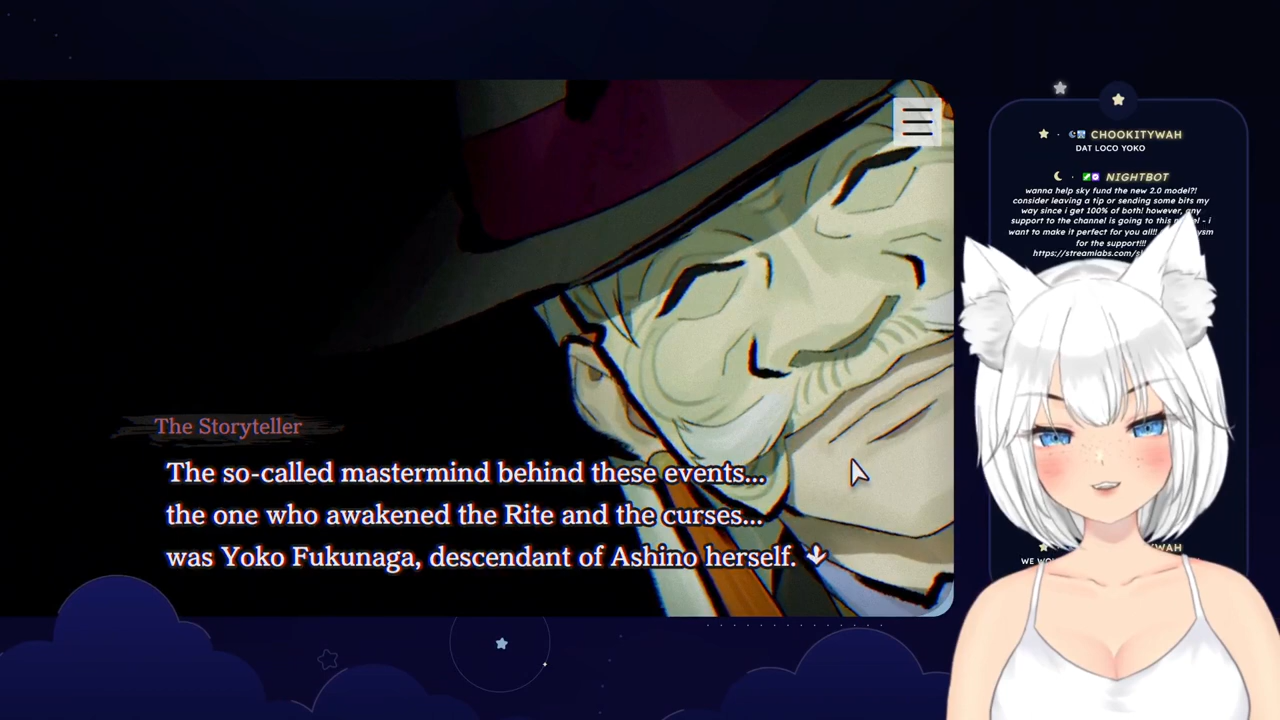 The Storyteller
The so-called mastermind behind these events...
the one who awakened the Rite and the curses...
was Yoko Fukunaga, descendant of Ashino herself.
CHOOKITYWAH
DAT LOCO YOKO
NIGHTBOT
wanna help sky fund the new 2.0 model?!
consider leaving a tip or sending some bits my
way since i get 100% of both! however, any
support to the channel is going to this - i
want to make it perfect for you all!!
for the support!!!
https://streamlabs.com/s
WAH
WE